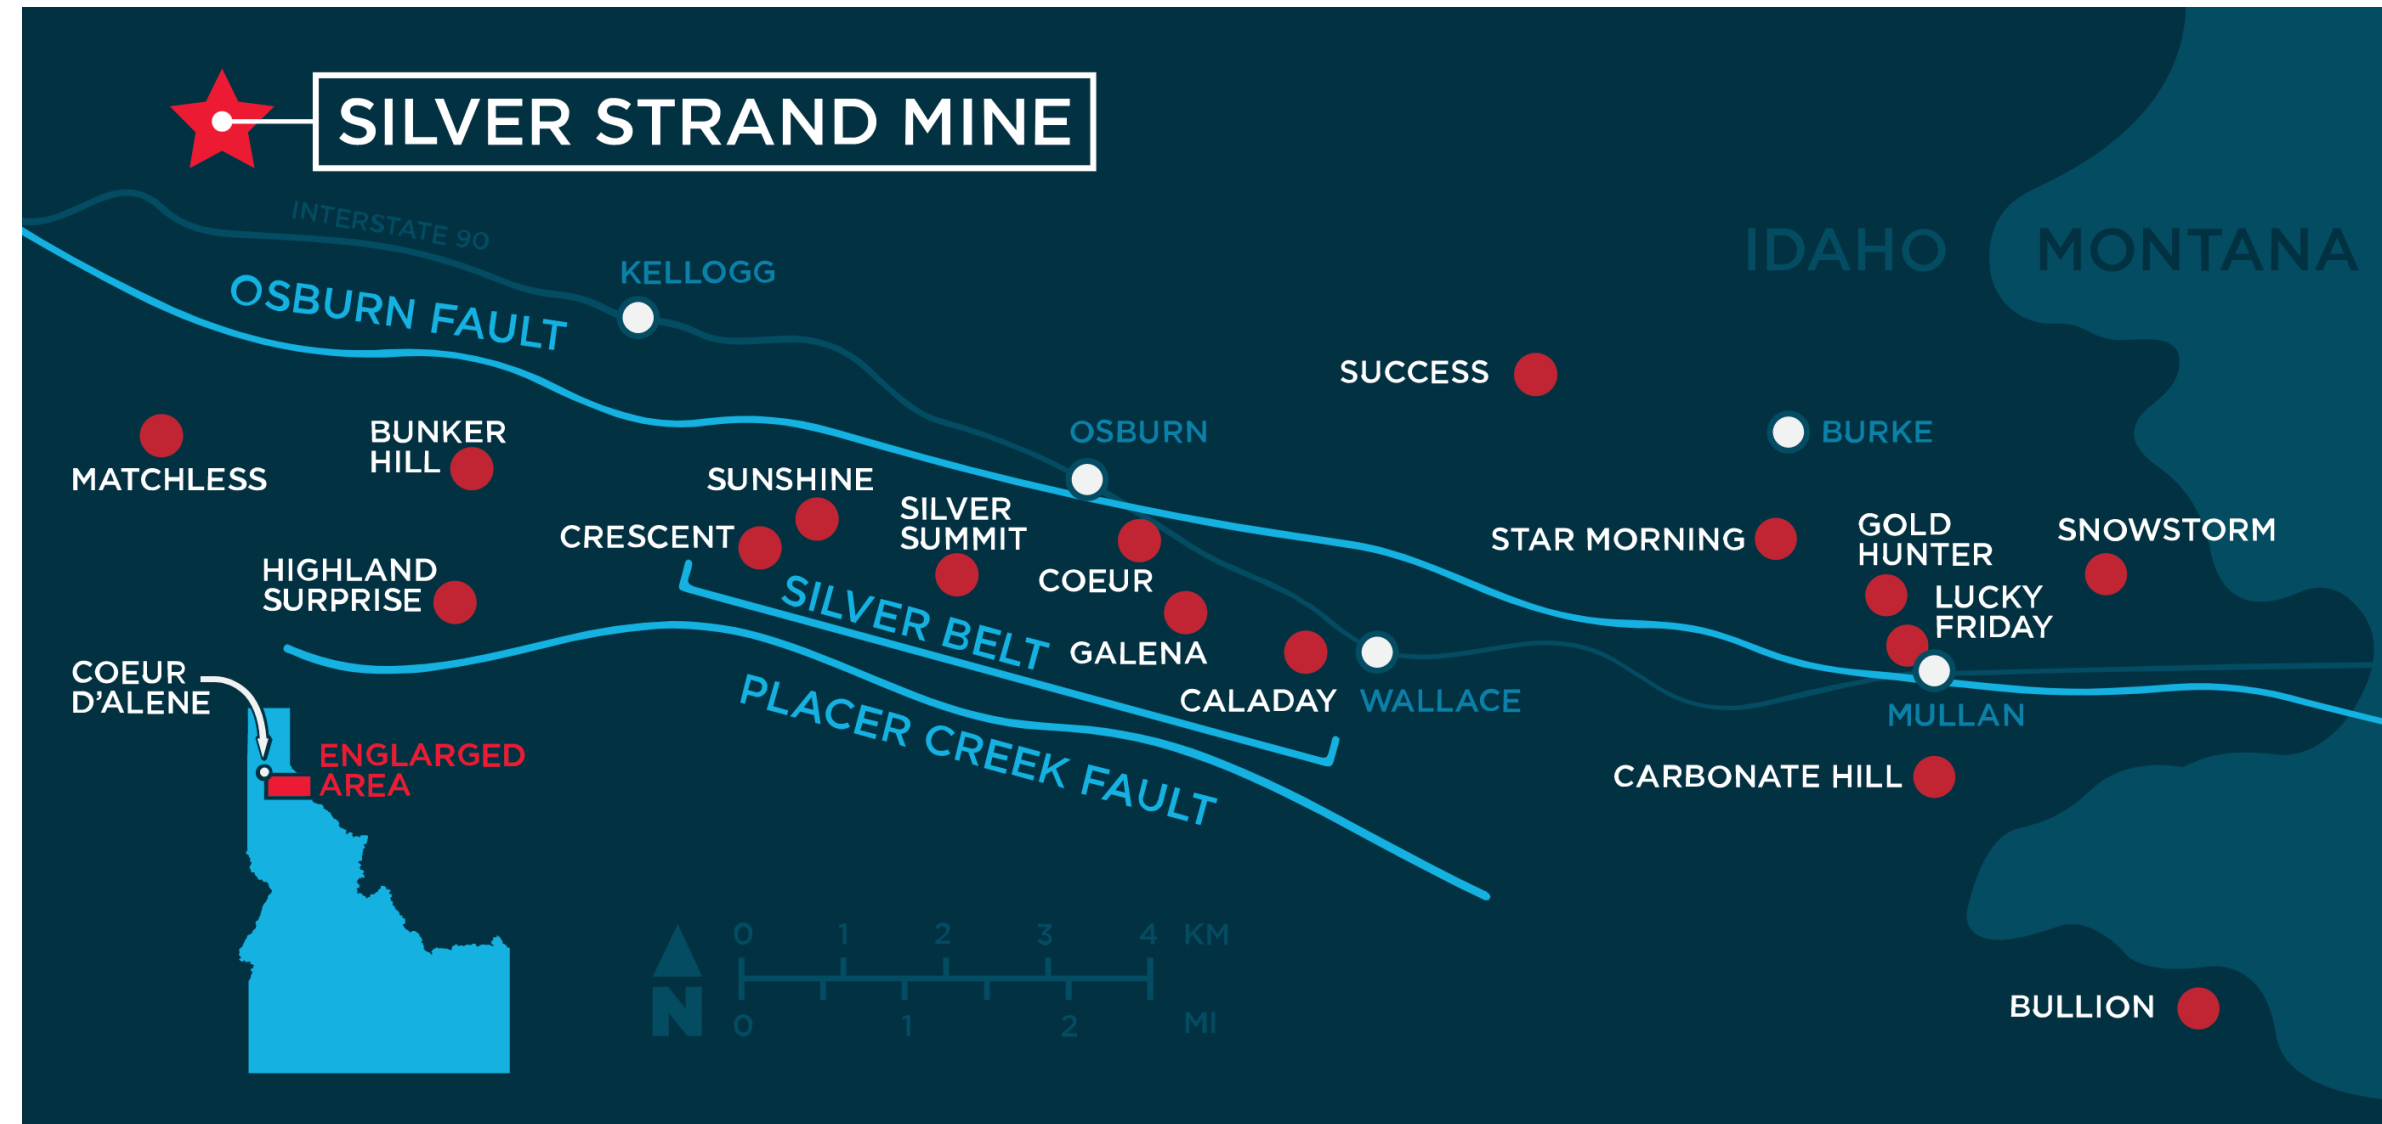 SILVER STRAND MINE
INTERSTATE 90
IDAHO
MONTANA
KELLOGG
OSBURN FAULT
SUCCESS
OSBURN
BURKE
MATCHLESS
BUNKER
HILL
SUNSHINE
CRESCENT
SILVER
SUMMIT
COEUR
STAR MORNING
GOLD
HUNTER
SNOWSTORM
HIGHLAND
SURPRISE
SILVER BELT
LUCKY
FRIDAY
GALENA
CALADAY
WALLACE
MULLAN
PLACER CREEK FAULT
COEUR
D’ALENE
ENGLARGED
AREA
CARBONATE HILL
0 1 2 3 4 KM
N
0 1 2 MI
BULLION